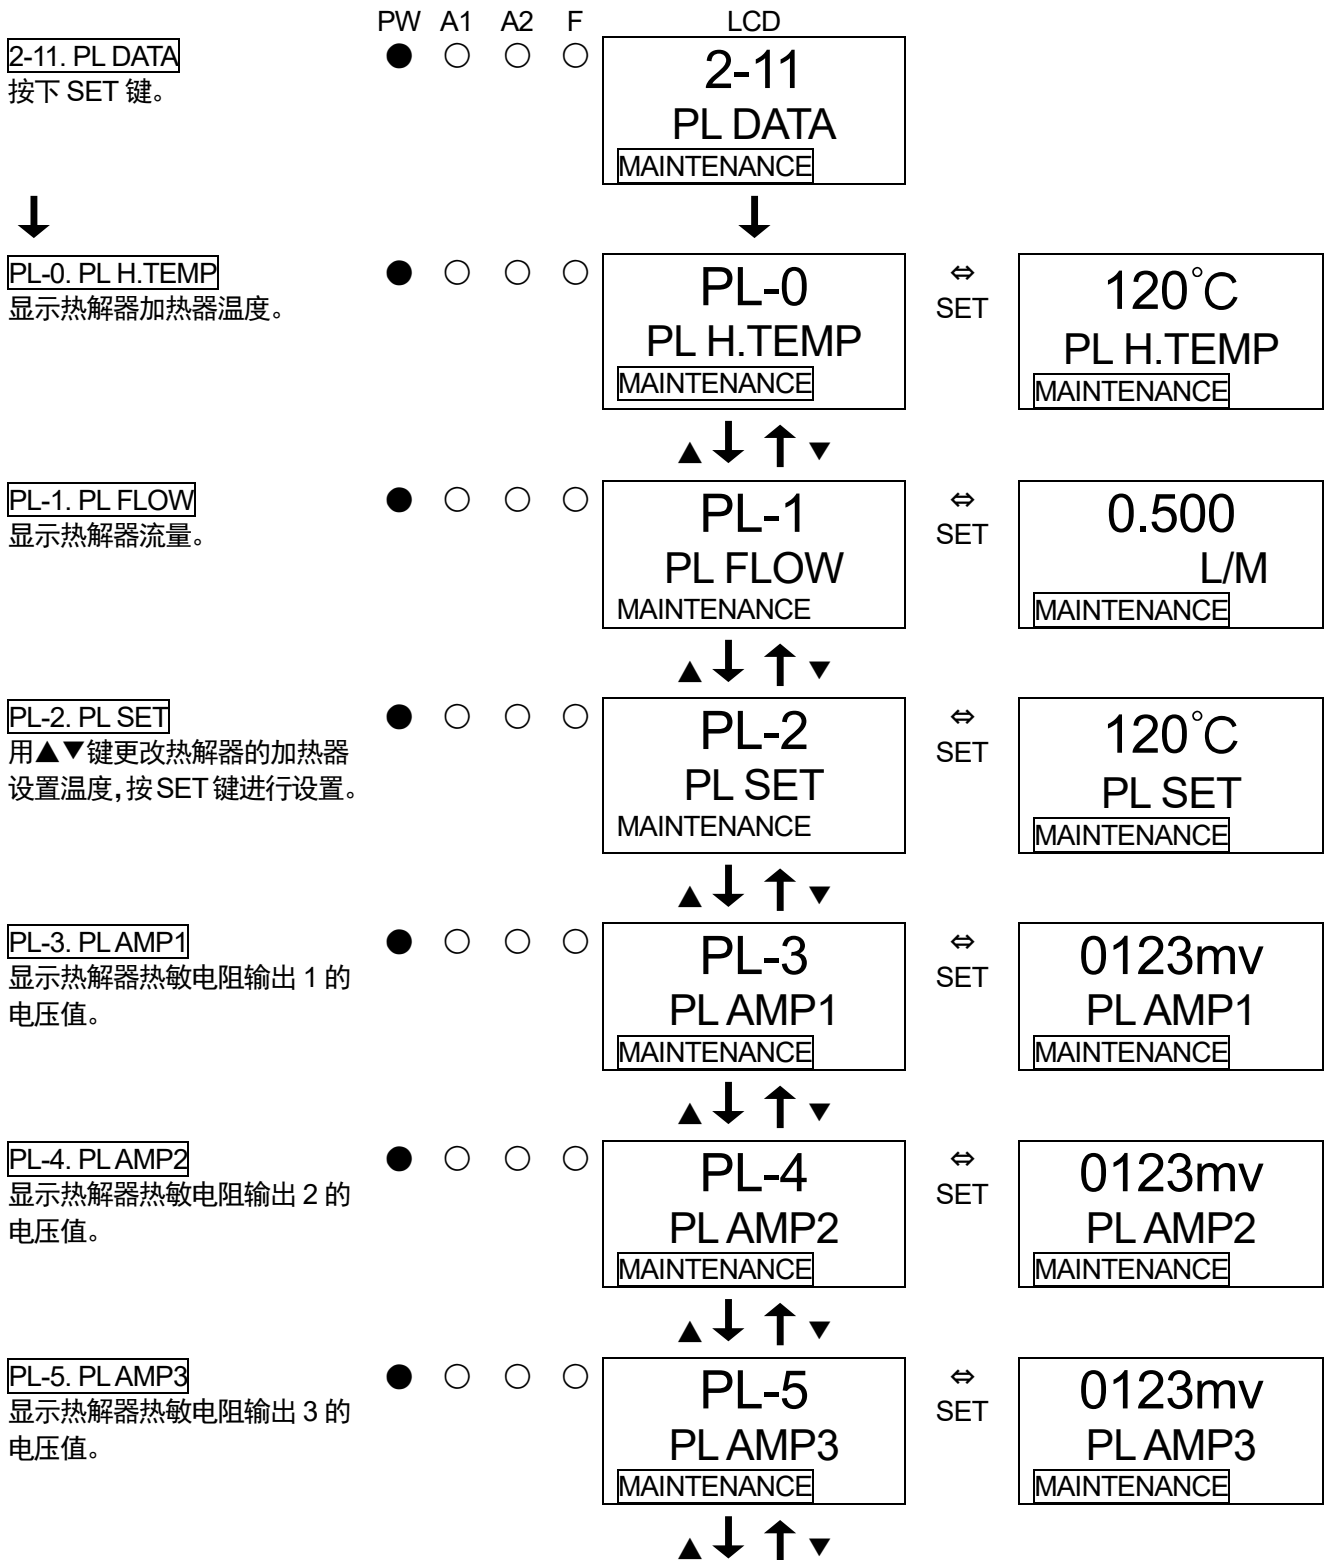 PW A1 A2 F LCD
2-11. PL DATA
按下 SET 键。
● ○ ○ ○
2-11
PL DATA
MAINTENANCE
↓ ↓
PL-0. PL H.TEMP
显示热解器加热器温度。
● ○ ○ ○
PL-0
PL H.TEMP
MAINTENANCE
⇔
SET
120℃
PL H.TEMP
MAINTENANCE
▲↓ ↑▼
PL-1. PL FLOW
显示热解器流量。
● ○ ○ ○
PL-1
PL FLOW
MAINTENANCE
⇔
SET
0.500
L/M
MAINTENANCE
▲↓ ↑▼
PL-2. PL SET
用▲▼键更改热解器的加热器
设置温度，按 SET 键进行设置。
● ○ ○ ○
PL-2
PL SET
MAINTENANCE
⇔
SET
120℃
PL SET
MAINTENANCE
▲↓ ↑▼
PL-3. PL AMP1
显示热解器热敏电阻输出 1 的
电压值。
● ○ ○ ○
PL-3
PL AMP1
MAINTENANCE
⇔
SET
0123mv
PL AMP1
MAINTENANCE
▲↓ ↑▼
PL-4. PL AMP2
显示热解器热敏电阻输出 2 的
电压值。
● ○ ○ ○
PL-4
PL AMP2
MAINTENANCE
⇔
SET
0123mv
PL AMP2
MAINTENANCE
▲↓ ↑▼
PL-5. PL AMP3
显示热解器热敏电阻输出 3 的
电压值。
● ○ ○ ○
PL-5
PL AMP3
MAINTENANCE
⇔
SET
0123mv
PL AMP3
MAINTENANCE
▲↓ ↑▼